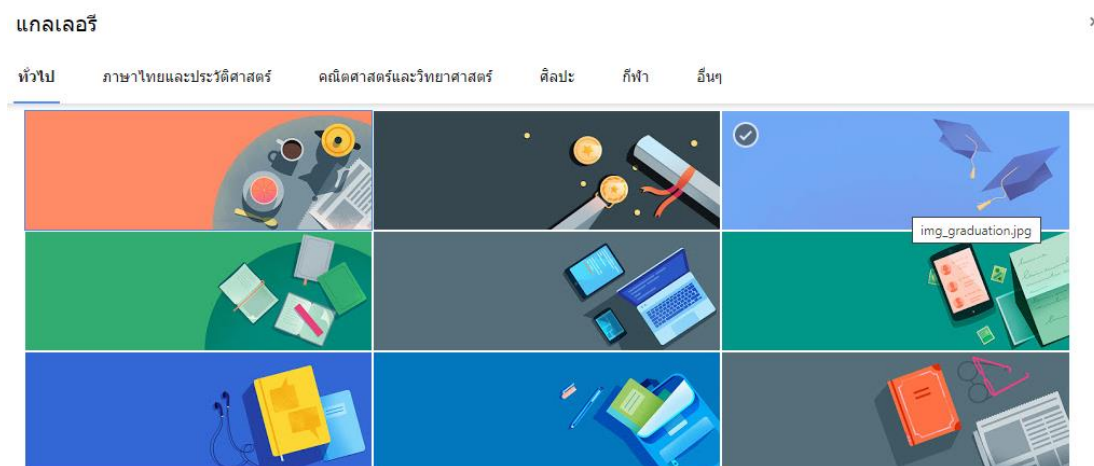 แกลเลอรี
ทั่วไป ภาษาไทยและประวัติศาสตร์ คณิตศาสตร์และวิทยาศาสตร์ ศิลปะ กีฬา อื่นๆ
img_graduation.jpg